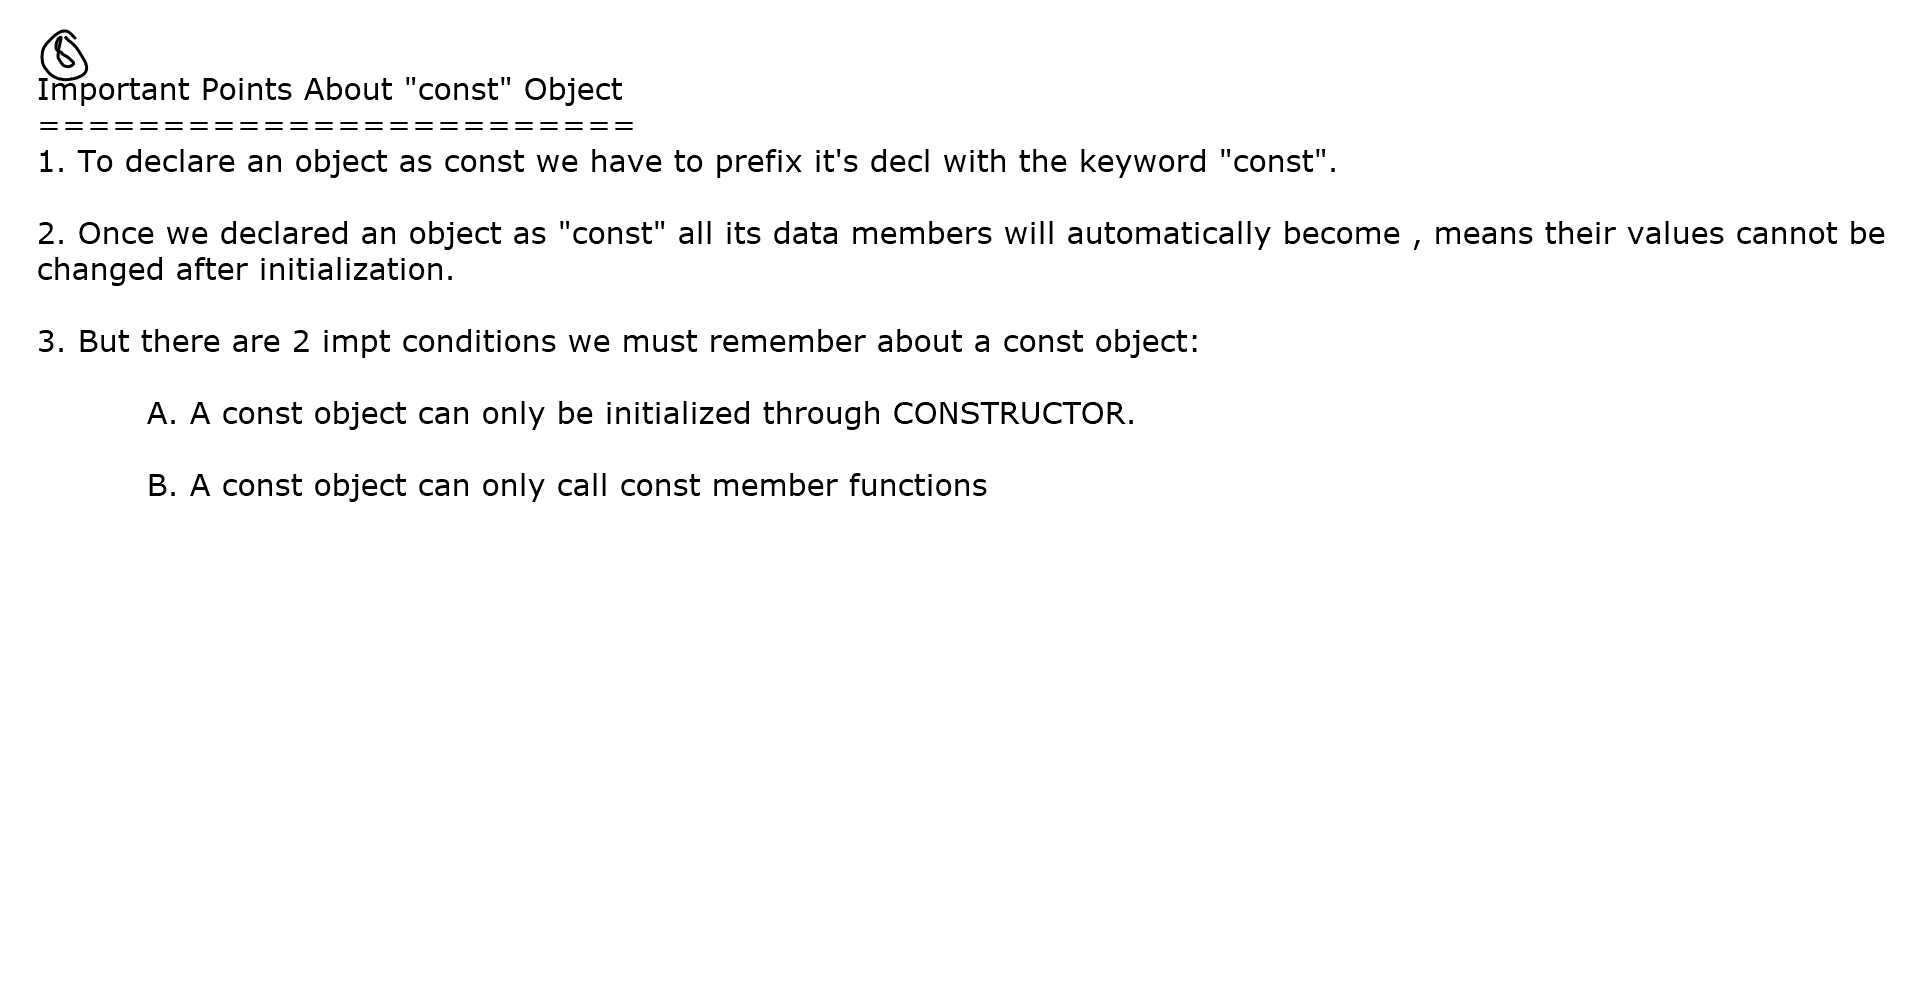 8
Important Points About "const" Object
========================
1. To declare an object as const we have to prefix it's decl with the keyword "const".
2. Once we declared an object as "const" all its data members will automatically become , means their values cannot be
changed after initialization.
3. But there are 2 impt conditions we must remember about a const object:
A. A const object can only be initialized through CONSTRUCTOR.
B. A const object can only call const member functions